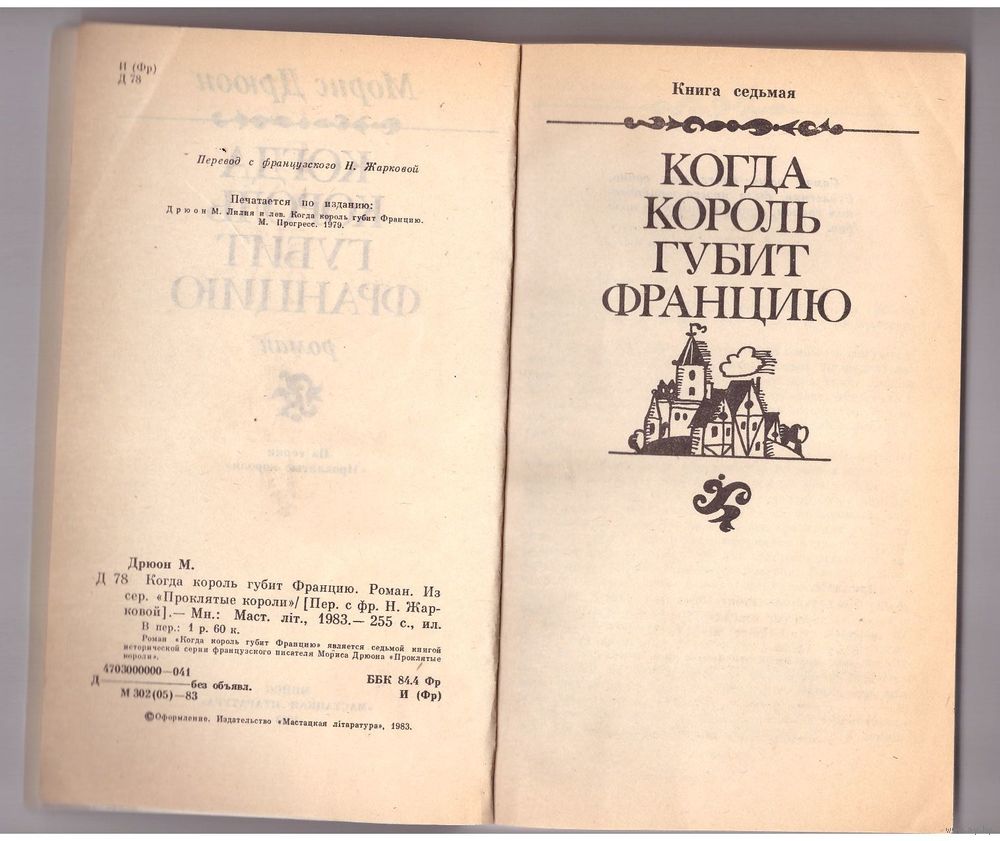 И (Фр)
Д 78
Перевод с французского Н. Жарковой
Печатается по изданию:
Дрюон М. Лилия и лев. Когда король губит Францию.
М. Прогресс. 1979.
Дрюон М.
Д 78 Когда король губит Францию. Роман. Из
сер. «Проклятые короли»/ [Пер. с фр. Н. Жар-
ковой].— Мн.: Маст. літ., 1983.— 255 с., ил.
В пер.: 1 р. 60 к.
Роман «Когда король губит Францию» является седьмой книгой
исторической серии французского писателя Мориса Дрюона «Проклятые
короли».
4703000000—041
Д —без объявл.
М 302(05)—83
ББК 84.4 Фр
И (Фр)
©Оформление. Издательство «Мастацкая літаратура», 1983.
Книга седьмая
КОГДА
КОРОЛЬ
ГУБИТ
ФРАНЦИЮ